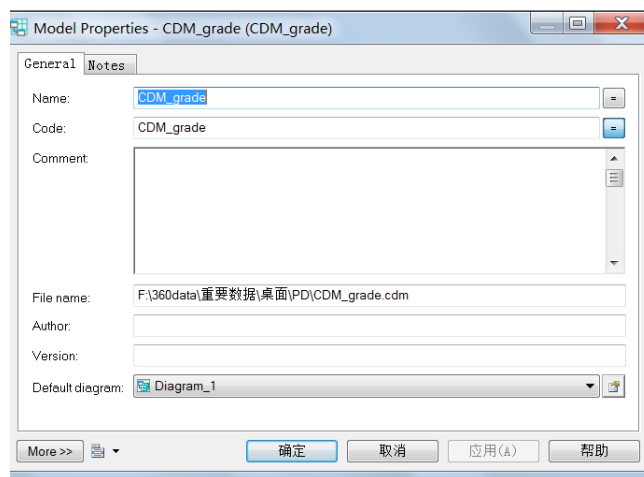 Model Properties - CDM_grade (CDM_grade)
General Notes
Name: CDM_grade =
Code: CDM_grade =
Comment:
File name: F:\360data\重要数据\桌面\PD\CDM_grade.cdm
Author:
Version:
Default diagram: Diagram_1
More >> 确定 取消 应用(A) 帮助